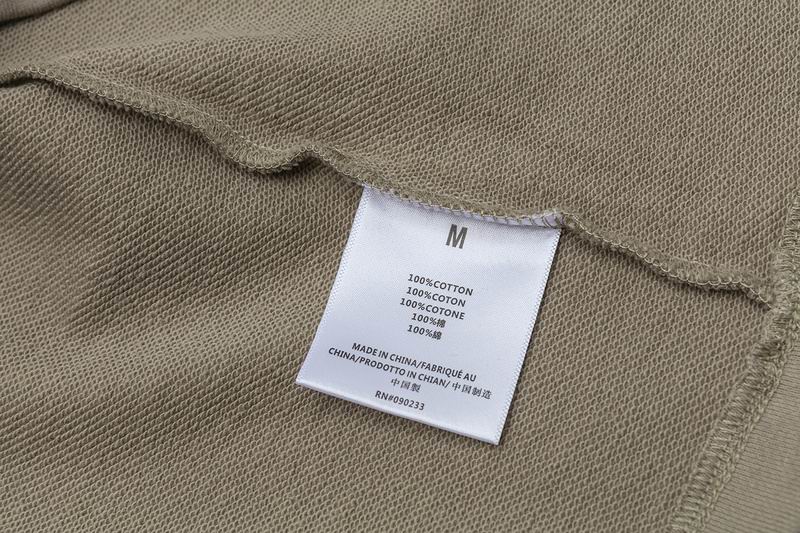 M
100%COTTON
100%COTON
100%COTONE
100%棉
100%綿
MADE IN CHINA/FABRIQUÉ AU
CHINA/PRODOTTO IN CHIAN/ 中国制造
中国製
RN#090233